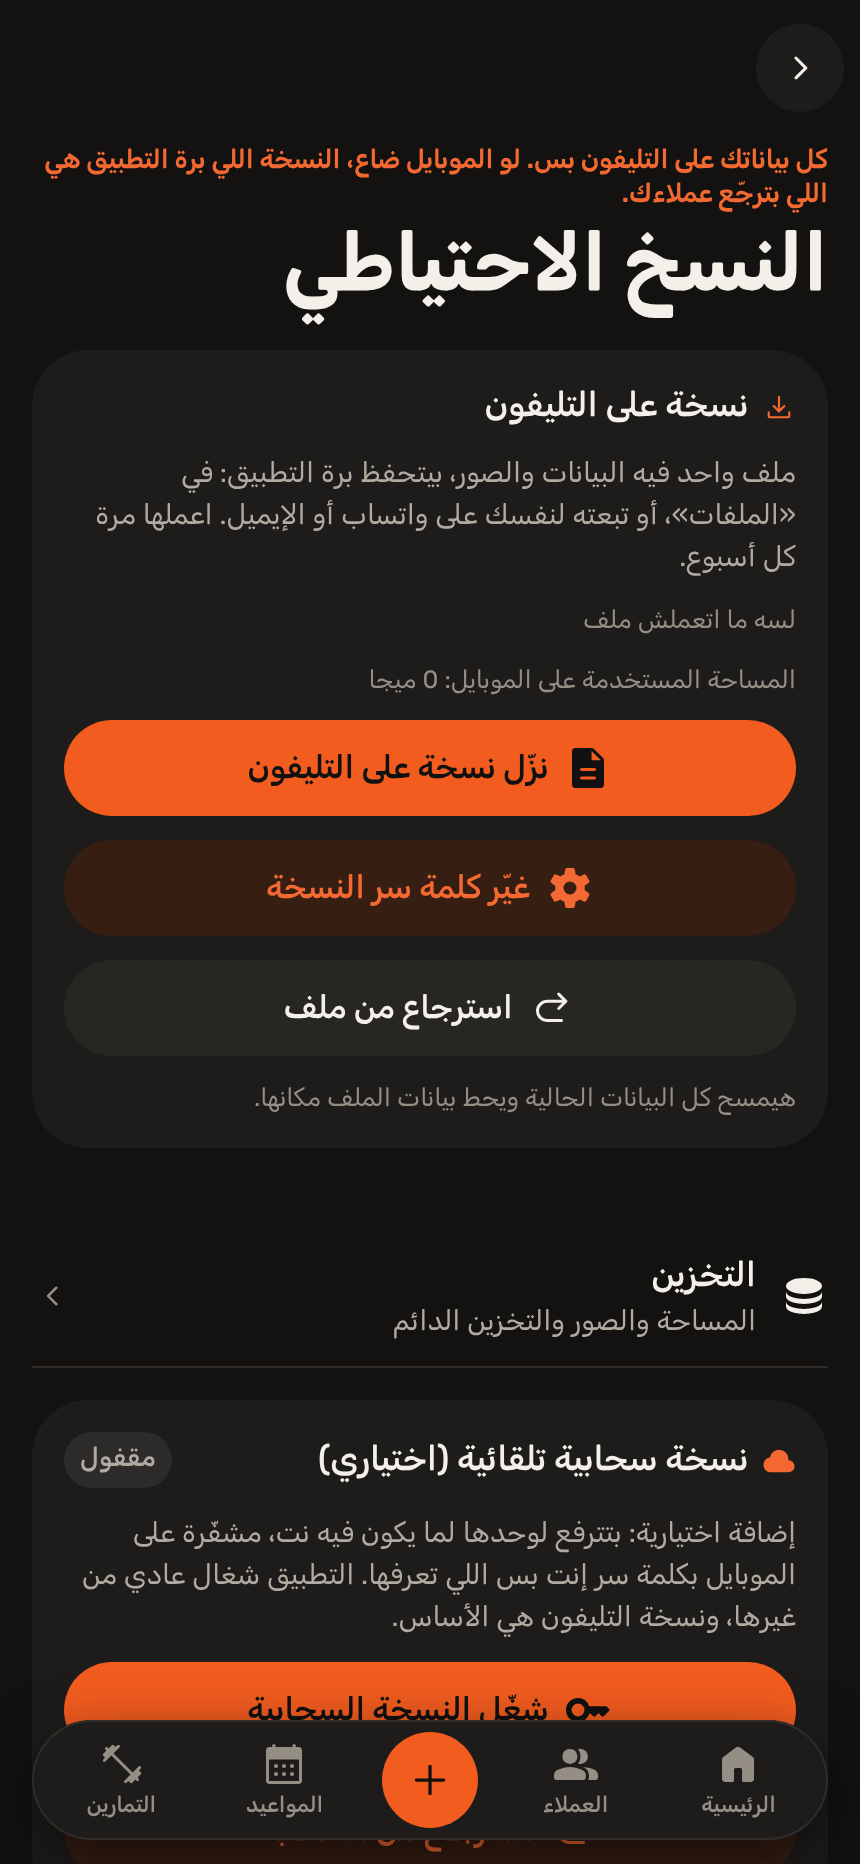 كل بياناتك على التليفون بس. لو الموبايل ضاع، النسخة اللي برة التطبيق هي
اللي بترجّع عملاءك.
النسخ الاحتياطي
نسخة على التليفون
ملف واحد فيه البيانات والصور، بيتحفظ برة التطبيق: في
«الملفات»، أو تبعته لنفسك على واتساب أو الإيميل. اعملها مرة
كل أسبوع.
لسه ما اتعملش ملف
المساحة المستخدمة على الموبايل: 0 ميجا
نزّل نسخة على التليفون
غيّر كلمة سر النسخة
استرجاع من ملف
هيمسح كل البيانات الحالية ويحط بيانات الملف مكانها.
التخزين
المساحة والصور والتخزين الدائم
نسخة سحابية تلقائية (اختياري)
مقفول
إضافة اختيارية: بتترفع لوحدها لما يكون فيه نت، مشفّرة على
الموبايل بكلمة سر إنت بس اللي تعرفها. التطبيق شغال عادي من
غيرها، ونسخة التليفون هي الأساس.
شغّل النسخة السحابية
الرئيسية
العملاء
المواعيد
التمارين